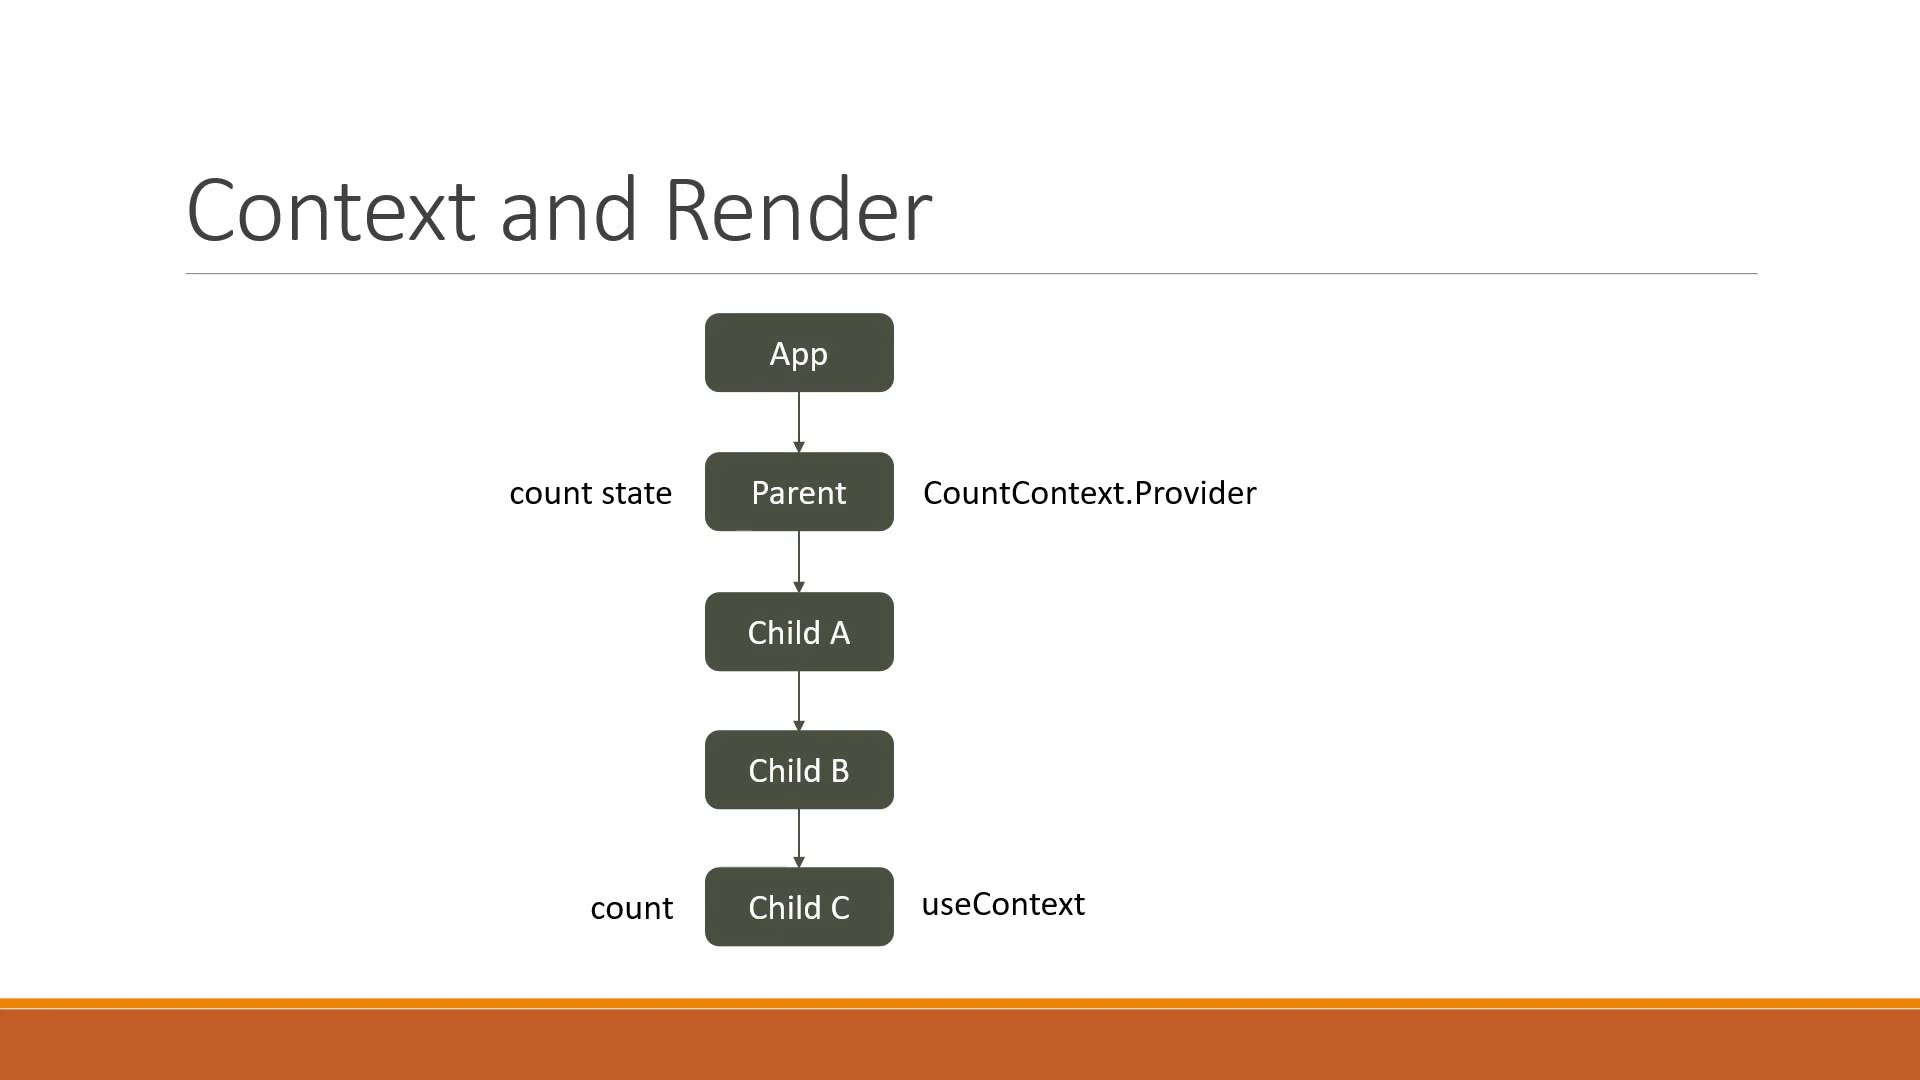 Context and Render
App
count state
Parent
CountContext.Provider
Child A
Child B
count
Child C
useContext